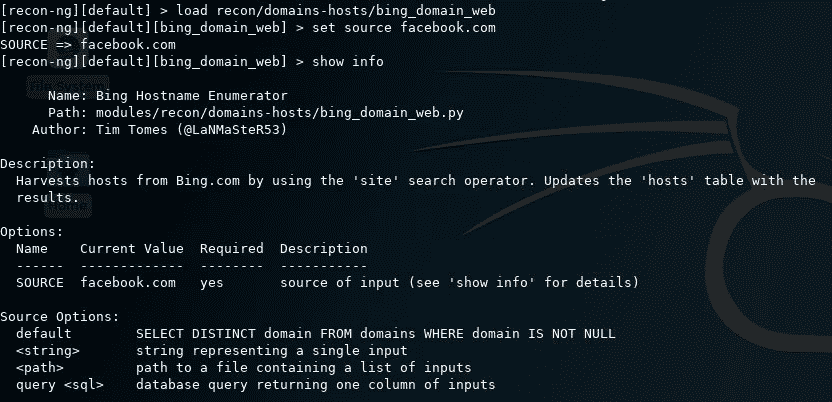 [recon-ng][default] > load recon/domains-hosts/bing_domain_web
[recon-ng][default][bing_domain_web] > set source facebook.com
SOURCE => facebook.com
[recon-ng][default][bing_domain_web] > show info
File System
      Name: Bing Hostname Enumerator
      Path: modules/recon/domains-hosts/bing_domain_web.py
    Author: Tim Tomes (@LaNMaSteR53)
Description:
  Harvests hosts from Bing.com by using the 'site' search operator. Updates the 'hosts' table with the
  results.
Home
Options:
  Name    Current Value  Required  Description
  ------  -------------  --------  -----------
  SOURCE  facebook.com   yes       source of input (see 'show info' for details)
Source Options:
  default        SELECT DISTINCT domain FROM domains WHERE domain IS NOT NULL
  <string>       string representing a single input
  <path>         path to a file containing a list of inputs
  query <sql>    database query returning one column of inputs